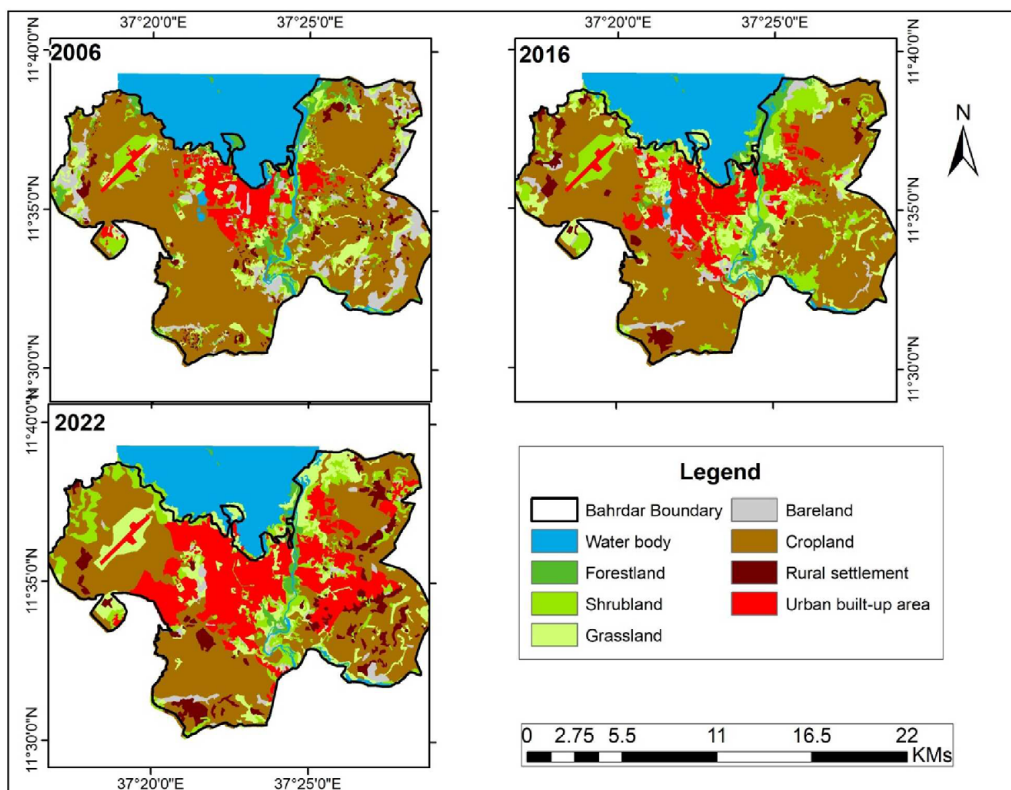 37°20'0"E 37°25'0"E
37°20'0"E 37°25'0"E
2006
11°40'0"N
11°35'0"N
11°30'0"N
2016
11°40'0"N
11°35'0"N
11°30'0"N
N
2022
11°40'0"N
11°35'0"N
11°30'0"N
37°20'0"E 37°25'0"E
Legend
Bahrdar Boundary
Water body
Forestland
Shrubland
Grassland
Bareland
Cropland
Rural settlement
Urban built-up area
0 2.75 5.5 11 16.5 22
KMs